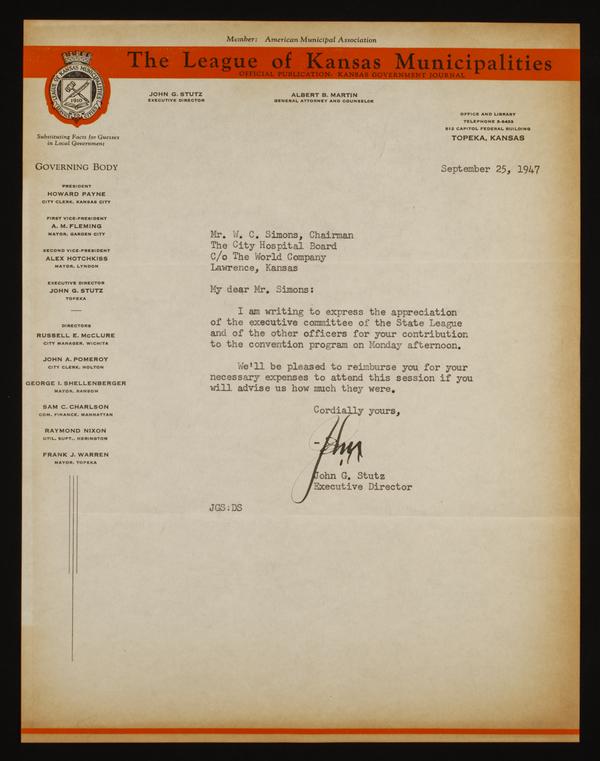 Member: American Municipal Association
The League of Kansas Municipalities
OFFICIAL PUBLICATION: KANSAS GOVERNMENT JOURNAL
LEAGUE OF KANSAS MUNICIPALITIES
1910
JOHN G. STUTZ
EXECUTIVE DIRECTOR
ALBERT B. MARTIN
GENERAL ATTORNEY AND COUNSELOR
OFFICE AND LIBRARY
TELEPHONE
812 CAPITOL FEDERAL BUILDING
TOPEKA, KANSAS
Substituting Facts for Guesses
in Local Government
GOVERNING BODY
PRESIDENT
HOWARD PAYNE
CITY CLERK, KANSAS CITY
FIRST VICE-PRESIDENT
A. M. FLEMING
MAYOR, GARDEN CITY
SECOND VICE-PRESIDENT
ALEX HOTCHKISS
MAYOR, LYNDON
EXECUTIVE DIRECTOR
JOHN G. STUTZ
TOPEKA
DIRECTORS
RUSSELL E. McCLURE
CITY MANAGER, WICHITA
JOHN A. POMEROY
CITY CLERK, HOLTON
GEORGE I. SHELLENBERGER
MAYOR, RANSOM
SAM C. CHARLSON
COM. FINANCE, MANHATTAN
RAYMOND NIXON
UTIL. SUPT., HERINGTON
FRANK J. WARREN
MAYOR, TOPEKA
September 25, 1947
Mr. W. C. Simons, Chairman
The City Hospital Board
C/o The World Company
Lawrence, Kansas
My dear Mr. Simons:
I am writing to express the appreciation
of the executive committee of the State League
and of the other officers for your contribution
to the convention program on Monday afternoon.
We'll be pleased to reimburse you for your
necessary expenses to attend this session if you
will advise us how much they were.
Cordially yours,
John G. Stutz
Executive Director
JGS:DS